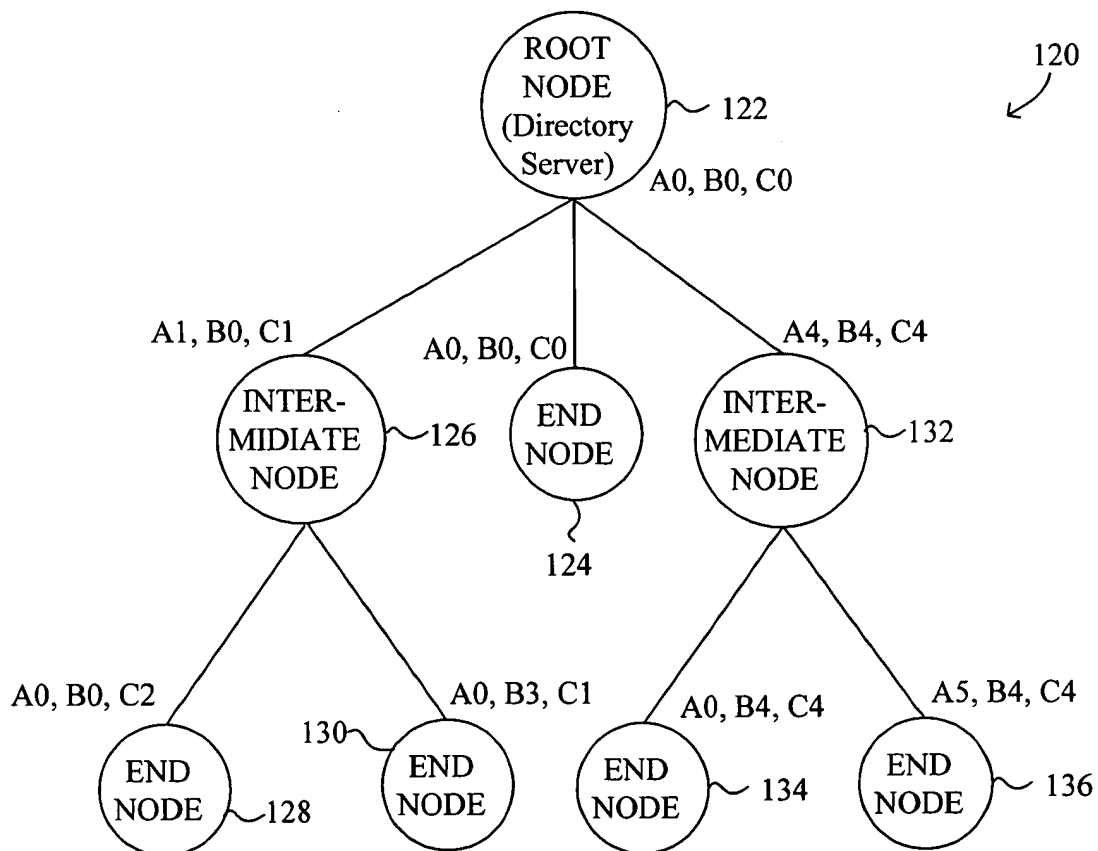 ROOT
NODE
(Directory
Server)
122
120
A0, B0, C0
A1, B0, C1
A0, B0, C0
A4, B4, C4
INTER-
MIDIATE
NODE
126
END
NODE
124
INTER-
MEDIATE
NODE
132
A0, B0, C2
END
NODE
128
A0, B3, C1
130
END
NODE
A0, B4, C4
END
NODE
134
A5, B4, C4
END
NODE
136